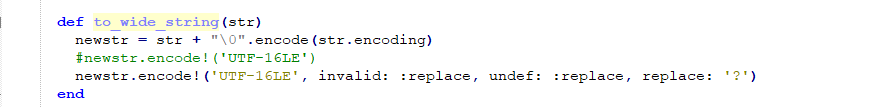 def to_wide_string(str)
newstr = str + "\0".encode(str.encoding)
#newstr.encode!('UTF-16LE')
newstr.encode!('UTF-16LE', invalid: :replace, undef: :replace, replace: '?')
end